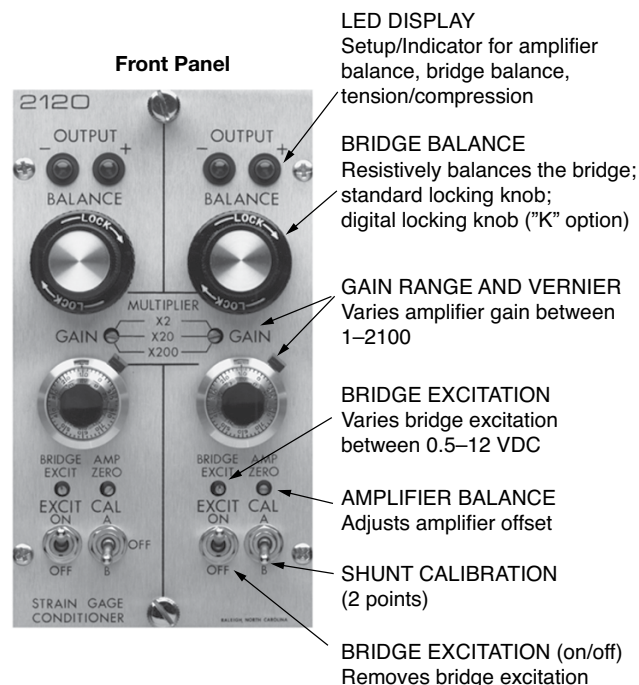 Front Panel
2120
OUTPUT
- +
BALANCE
LOCK
LOCK
OUTPUT
- +
BALANCE
LOCK
LOCK
MULTIPLIER
X2
GAIN X20 GAIN
X200
BRIDGE EXCIT
AMP ZERO
EXCIT CAL
ON A
OFF
OFF B
BRIDGE EXCIT
AMP ZERO
EXCIT CAL
ON A
OFF B
STRAIN GAGE
CONDITIONER
RALEIGH, NORTH CAROLINA
LED DISPLAY
Setup/Indicator for amplifier
balance, bridge balance,
tension/compression
BRIDGE BALANCE
Resistively balances the bridge;
standard locking knob;
digital locking knob (”K” option)
GAIN RANGE AND VERNIER
Varies amplifier gain between
1–2100
BRIDGE EXCITATION
Varies bridge excitation
between 0.5–12 VDC
AMPLIFIER BALANCE
Adjusts amplifier offset
SHUNT CALIBRATION
(2 points)
BRIDGE EXCITATION (on/off)
Removes bridge excitation